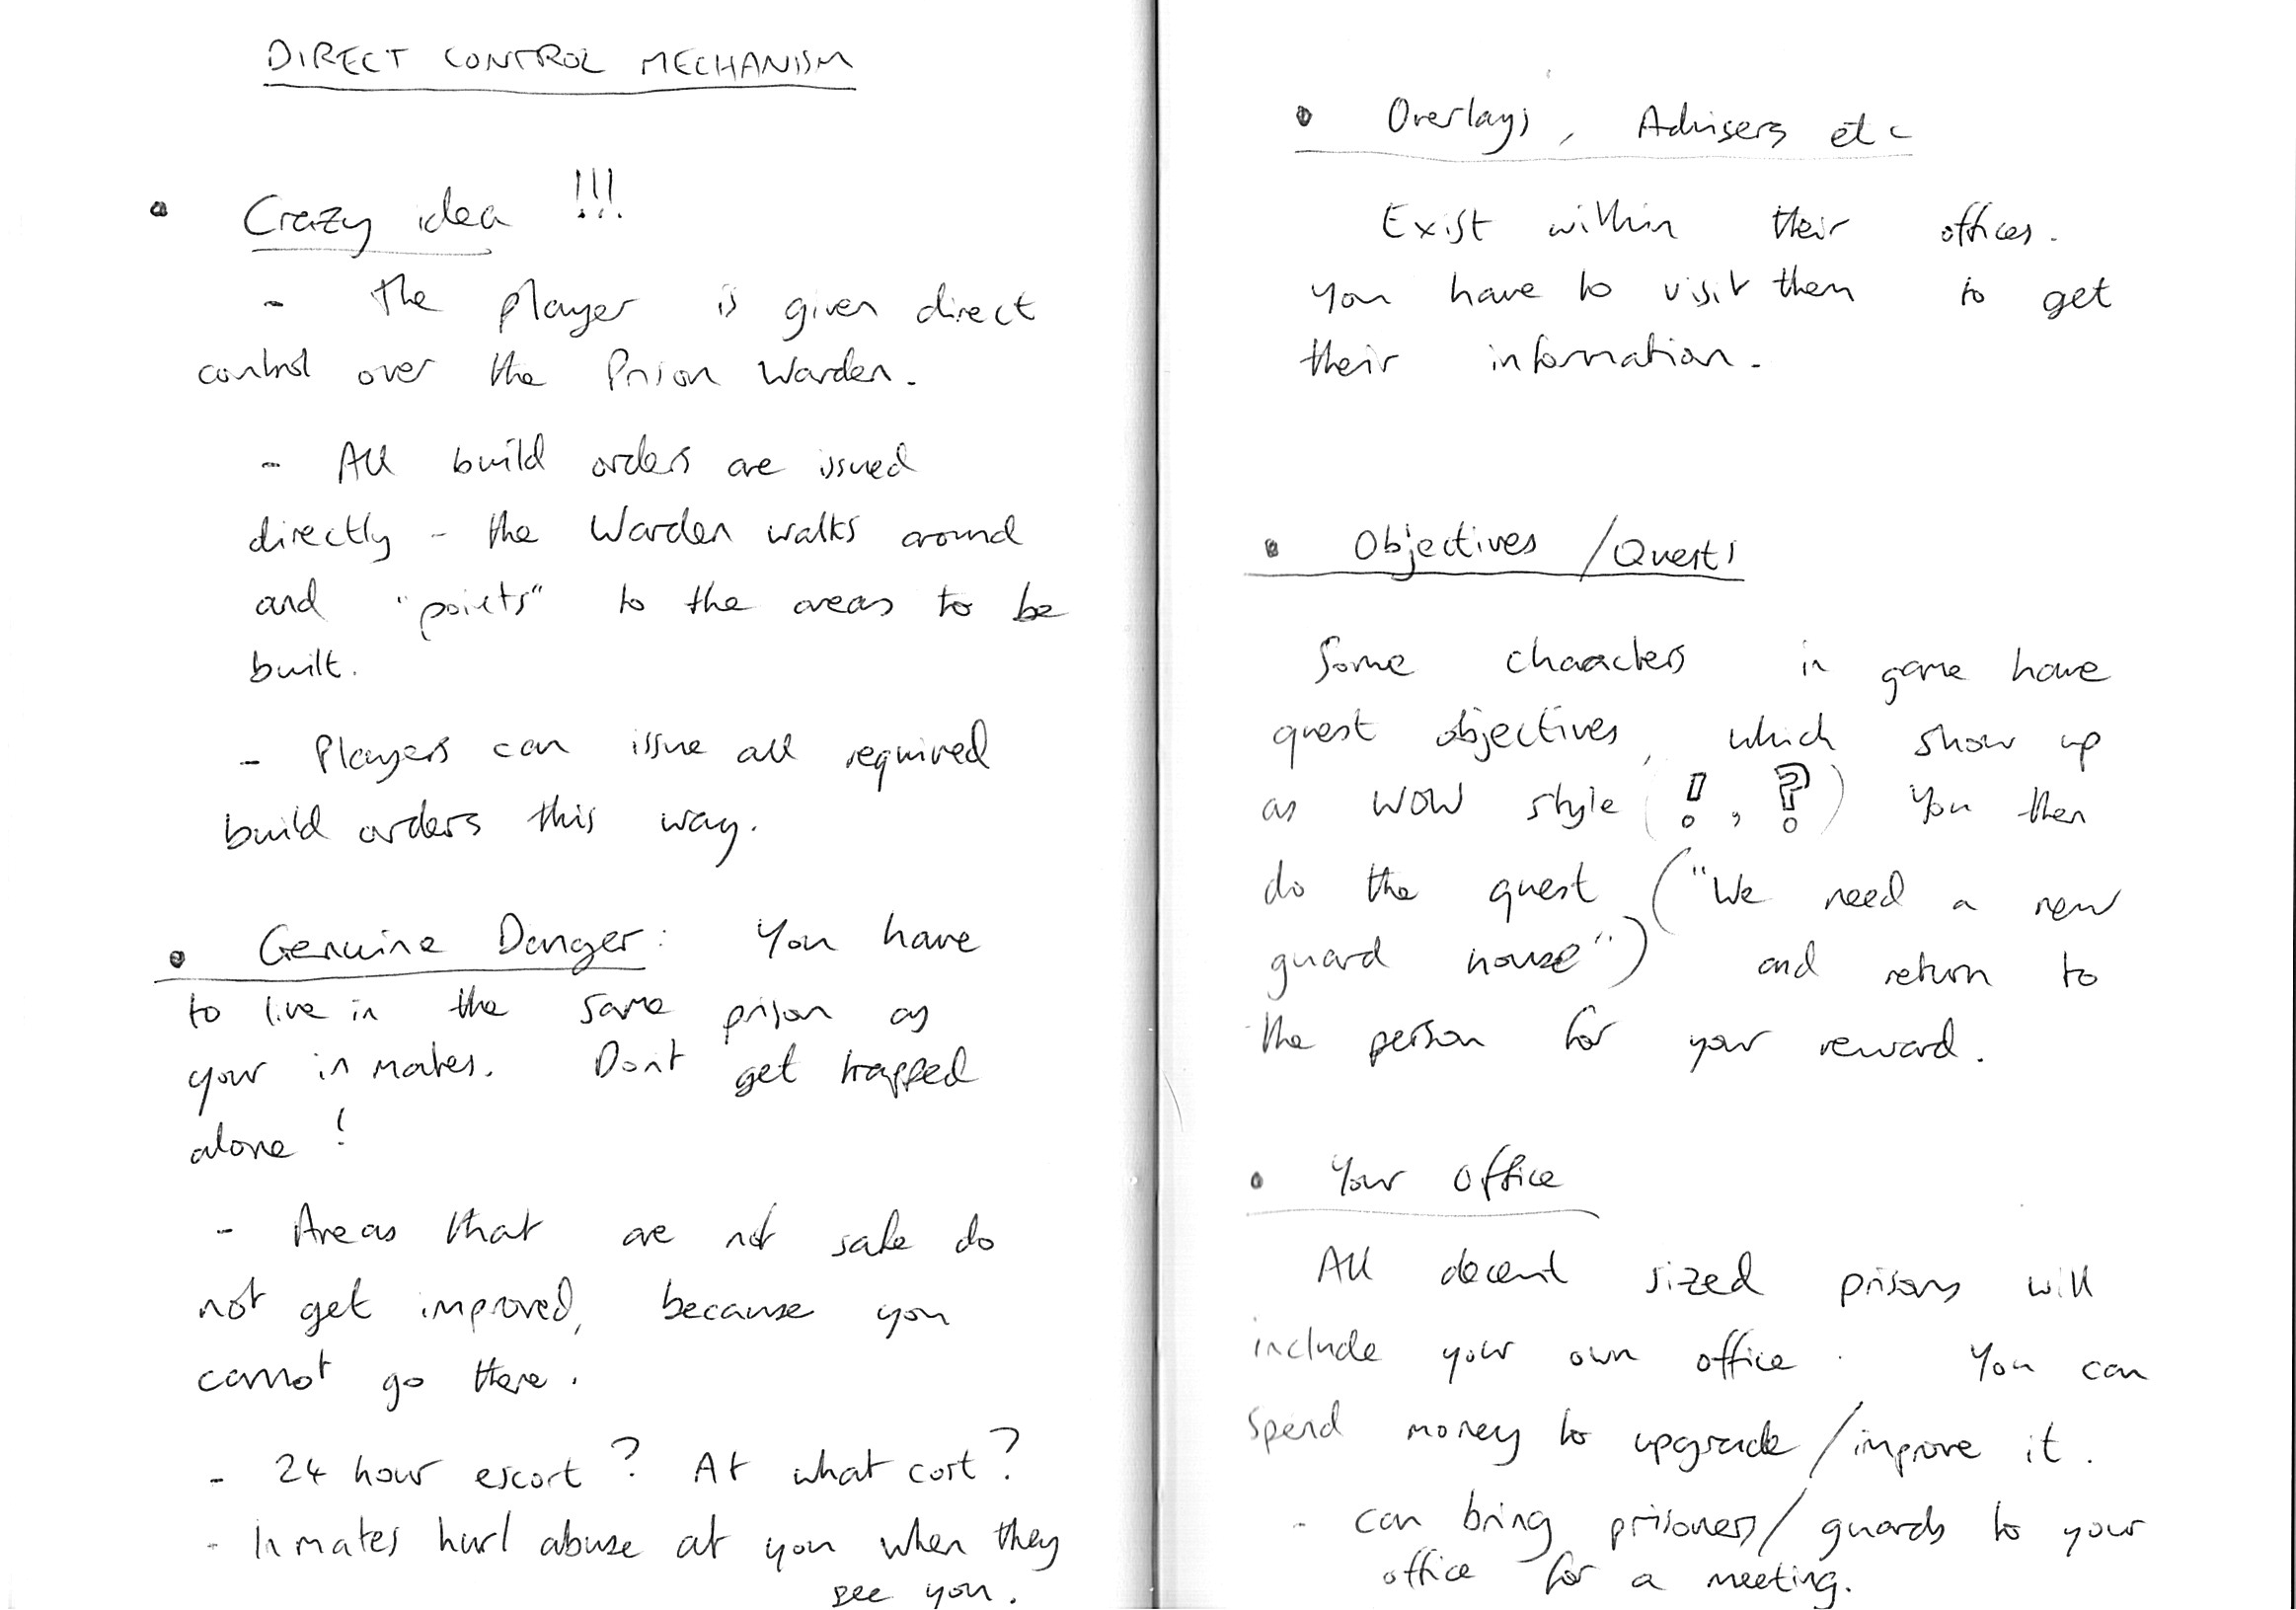 DIRECT CONTROL MECHANISM
• Crazy idea !!!
- The player is given direct
control over the Prison Warden.
- All build orders are issued
directly - the Warden walks around
and "points" to the areas to be
built.
- Players can issue all required
build orders this way.
• Genuine Danger: You have
to live in the same prison as
your inmates. Dont get trapped
alone!
- Areas that are not safe do
not get improved, because you
cannot go there.
- 24 hour escort? At what cost?
- Inmates hurl abuse at you when they
see you.
• Overlays, Advisers etc
Exist within their offices.
You have to visit them to get
their information.
• Objectives / Quests
Some characters in game have
quest objectives, which show up
as WOW style (!, ?) You then
do the quest ("We need a new
guard house") and return to
the person for your reward.
• Your Office
All decent sized prisons will
include your own office. You can
spend money to upgrade/improve it.
- can bring prisoners/guards to your
office for a meeting.